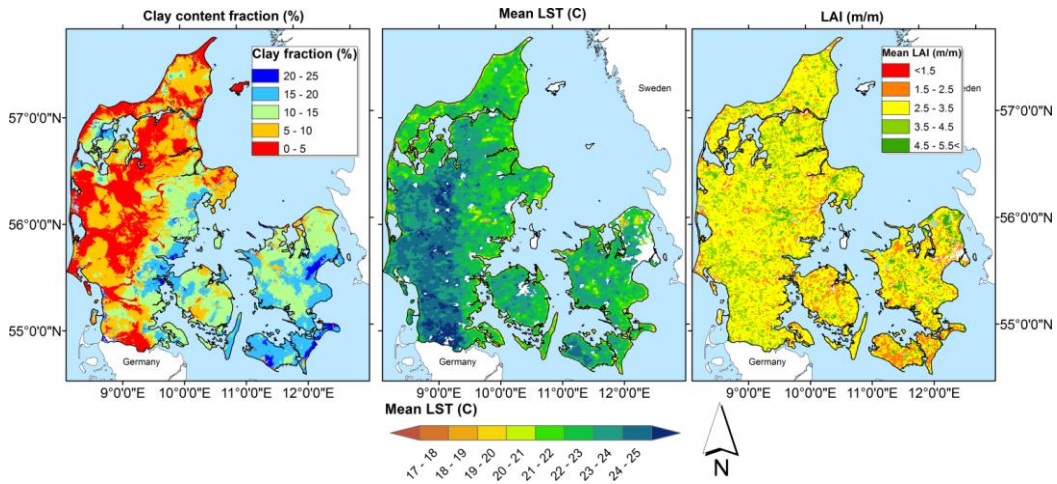 Clay content fraction (%)
Mean LST (C)
LAI (m/m)
Clay fraction (%)
20 - 25
15 - 20
10 - 15
5 - 10
0 - 5
Sweden
Mean LAI (m/m)
<1.5
1.5 - 2.5
2.5 - 3.5
3.5 - 4.5
4.5 - 5.5<
eden
57°0'0"N
56°0'0"N
55°0'0"N
57°0'0"N
56°0'0"N
55°0'0"N
Germany
Germany
Germany
9°0'0"E
10°0'0"E
11°0'0"E
12°0'0"E
9°0'0"E
10°0'0"E
11°0'0"E
12°0'0"E
9°0'0"E
10°0'0"E
11°0'0"E
12°0'0"E
Mean LST (C)
17 - 18
18 - 19
19 - 20
20 - 21
21 - 22
22 - 23
23 - 24
24 - 25
N